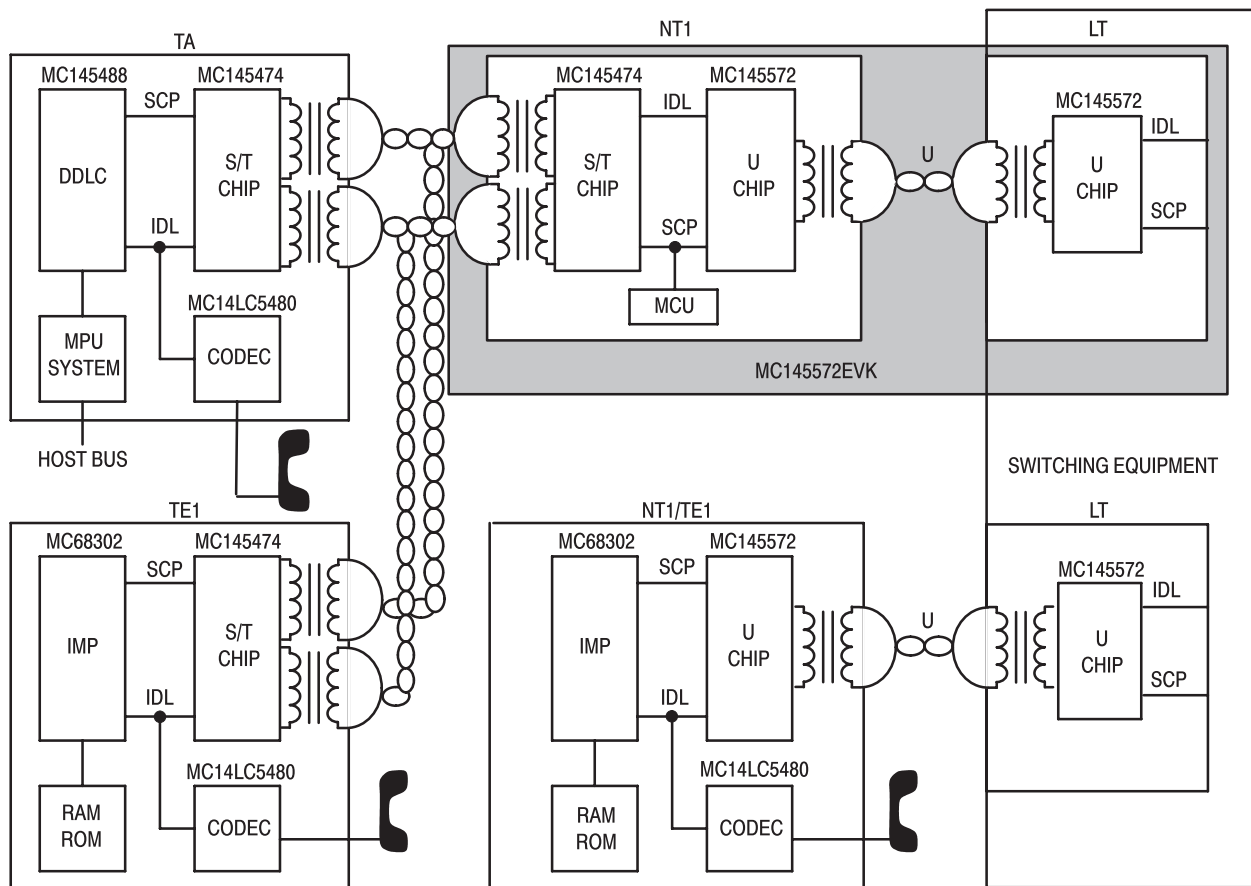 TA
MC145488
SCP
MC145474
DDLC
S/T
CHIP
IDL
MC14LC5480
MPU
SYSTEM
CODEC
HOST BUS
NT1
MC145474
IDL
MC145572
S/T
CHIP
U
CHIP
SCP
MCU
MC145572EVK
U
LT
MC145572
IDL
U
CHIP
SCP
SWITCHING EQUIPMENT
TE1
MC68302
SCP
MC145474
IMP
S/T
CHIP
IDL
MC14LC5480
RAM
ROM
CODEC
NT1/TE1
MC68302
SCP
MC145572
IMP
U
CHIP
IDL
MC14LC5480
RAM
ROM
CODEC
U
LT
MC145572
IDL
U
CHIP
SCP